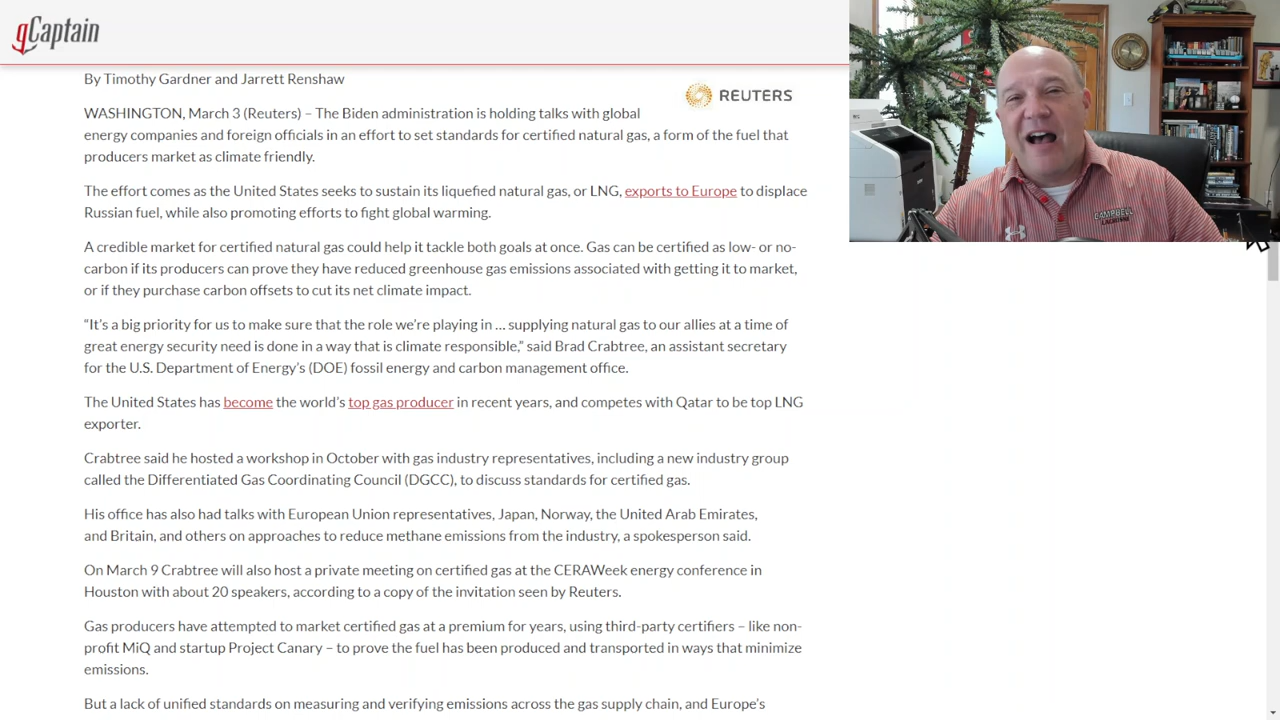 gCaptain
By Timothy Gardner and Jarrett Renshaw
REUTERS
WASHINGTON, March 3 (Reuters) – The Biden administration is holding talks with global
energy companies and foreign officials in an effort to set standards for certified natural gas, a form of the fuel that
producers market as climate friendly.
The effort comes as the United States seeks to sustain its liquefied natural gas, or LNG, exports to Europe to displace
Russian fuel, while also promoting efforts to fight global warming.
A credible market for certified natural gas could help it tackle both goals at once. Gas can be certified as low- or no-
carbon if its producers can prove they have reduced greenhouse gas emissions associated with getting it to market,
or if they purchase carbon offsets to cut its net climate impact.
“It’s a big priority for us to make sure that the role we’re playing in … supplying natural gas to our allies at a time of
great energy security need is done in a way that is climate responsible,” said Brad Crabtree, an assistant secretary
for the U.S. Department of Energy’s (DOE) fossil energy and carbon management office.
The United States has become the world’s top gas producer in recent years, and competes with Qatar to be top LNG
exporter.
Crabtree said he hosted a workshop in October with gas industry representatives, including a new industry group
called the Differentiated Gas Coordinating Council (DGCC), to discuss standards for certified gas.
His office has also had talks with European Union representatives, Japan, Norway, the United Arab Emirates,
and Britain, and others on approaches to reduce methane emissions from the industry, a spokesperson said.
On March 9 Crabtree will also host a private meeting on certified gas at the CERAWeek energy conference in
Houston with about 20 speakers, according to a copy of the invitation seen by Reuters.
Gas producers have attempted to market certified gas at a premium for years, using third-party certifiers – like non-
profit MiQ and startup Project Canary – to prove the fuel has been produced and transported in ways that minimize
emissions.
But a lack of unified standards on measuring and verifying emissions across the gas supply chain, and Europe’s
CAMPBELL